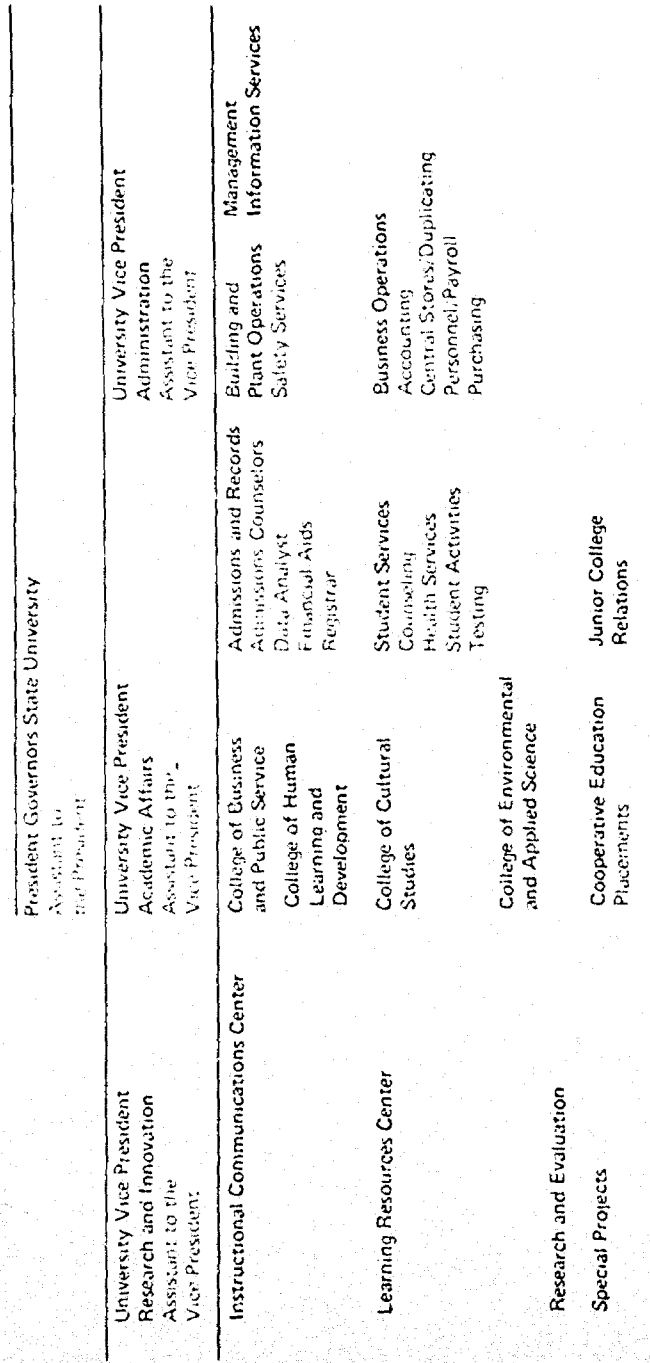 President Governors State University
Assistant to
the President
University Vice President
Research and Innovation
Assistant to the
Vice President
University Vice President
Academic Affairs
Assistant to the
Vice President
University Vice President
Administration
Assistant to the
Vice President
Instructional Communications Center
Learning Resources Center
Research and Evaluation
Special Projects
College of Business
and Public Service
College of Human
Learning and
Development
College of Cultural
Studies
College of Environmental
and Applied Science
Cooperative Education
Placements
Admissions and Records
Admissions Counselors
Data Analyst
Financial Aids
Registrar
Student Services
Counseling
Health Services
Student Activities
Testing
Junior College
Relations
Building and
Plant Operations
Safety Services
Business Operations
Accounting
Central Stores/Duplicating
Personnel/Payroll
Purchasing
Management
Information Services